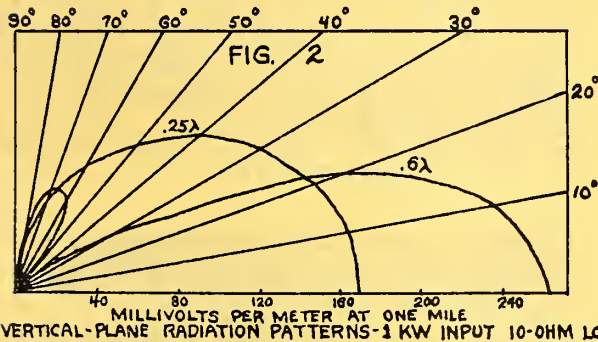 90° 80° 70° 60° 50° 40° 30°
FIG. 2
20°
.25λ
.6λ
10°
40 80 120 160 200 240
MILLIVOLTS PER METER AT ONE MILE
VERTICAL-PLANE RADIATION PATTERNS-1 KW INPUT 10-OHM